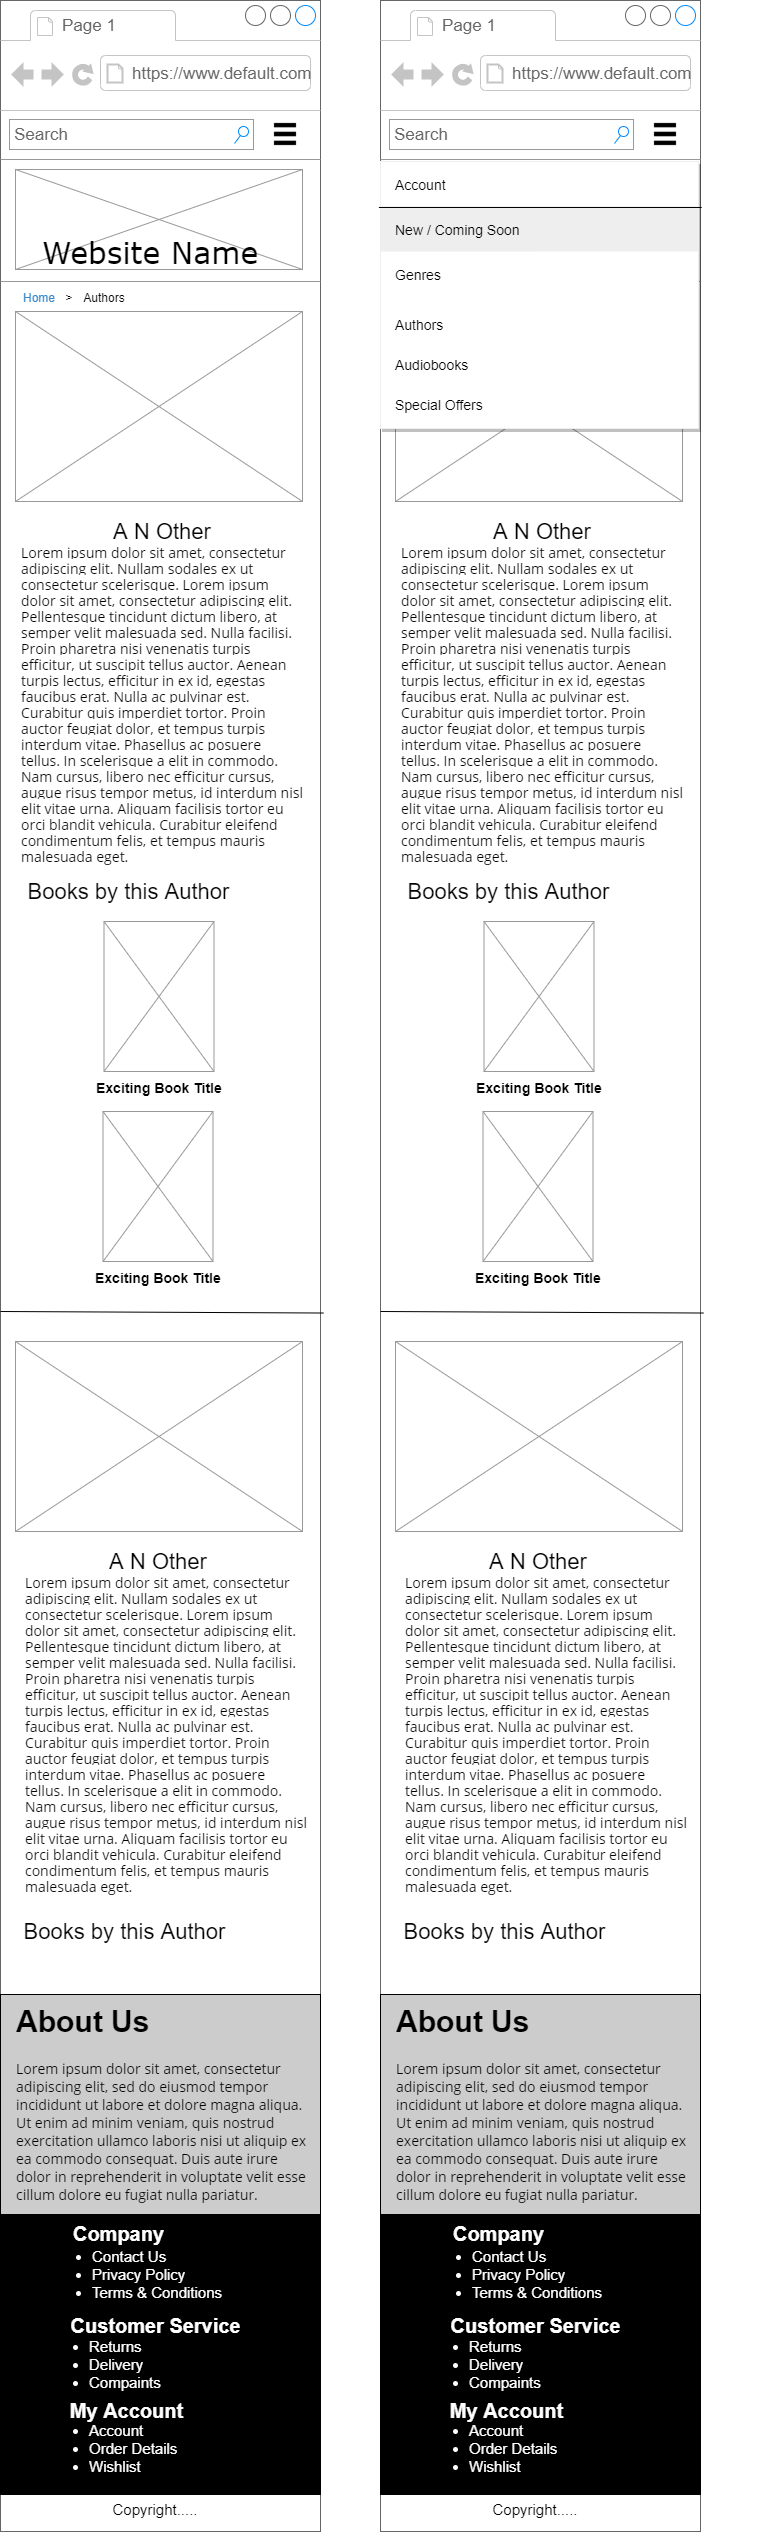 Page 1
https://www.default.com
Search
Website Name
Home > Authors
A N Other
Lorem ipsum dolor sit amet, consectetur
adipiscing elit. Nullam sodales ex ut
consectetur scelerisque. Lorem ipsum
dolor sit amet, consectetur adipiscing elit.
Pellentesque tincidunt dictum libero, at
semper velit malesuada sed. Nulla facilisi.
Proin pharetra nisi venenatis turpis
efficitur, ut suscipit tellus auctor. Aenean
turpis lectus, efficitur in ex id, egestas
faucibus erat. Nulla ac pulvinar est.
Curabitur quis imperdiet tortor. Proin
auctor feugiat dolor, et tempus turpis
interdum vitae. Phasellus ac posuere
tellus. In scelerisque a elit in commodo.
Nam cursus, libero nec efficitur cursus,
augue risus tempor metus, id interdum nisl
elit vitae urna. Aliquam facilisis tortor eu
orci blandit vehicula. Curabitur eleifend
condimentum felis, et tempus mauris
malesuada eget.
Books by this Author
Exciting Book Title
Exciting Book Title
A N Other
Lorem ipsum dolor sit amet, consectetur
adipiscing elit. Nullam sodales ex ut
consectetur scelerisque. Lorem ipsum
dolor sit amet, consectetur adipiscing elit.
Pellentesque tincidunt dictum libero, at
semper velit malesuada sed. Nulla facilisi.
Proin pharetra nisi venenatis turpis
efficitur, ut suscipit tellus auctor. Aenean
turpis lectus, efficitur in ex id, egestas
faucibus erat. Nulla ac pulvinar est.
Curabitur quis imperdiet tortor. Proin
auctor feugiat dolor, et tempus turpis
interdum vitae. Phasellus ac posuere
tellus. In scelerisque a elit in commodo.
Nam cursus, libero nec efficitur cursus,
augue risus tempor metus, id interdum nisl
elit vitae urna. Aliquam facilisis tortor eu
orci blandit vehicula. Curabitur eleifend
condimentum felis, et tempus mauris
malesuada eget.
Books by this Author
About Us
Lorem ipsum dolor sit amet, consectetur
adipiscing elit, sed do eiusmod tempor
incididunt ut labore et dolore magna aliqua.
Ut enim ad minim veniam, quis nostrud
exercitation ullamco laboris nisi ut aliquip ex
ea commodo consequat. Duis aute irure
dolor in reprehenderit in voluptate velit esse
cillum dolore eu fugiat nulla pariatur.
Company
• Contact Us
• Privacy Policy
• Terms & Conditions
Customer Service
• Returns
• Delivery
• Compaints
My Account
• Account
• Order Details
• Wishlist
Copyright.....
Page 1
https://www.default.com
Search
Account
New / Coming Soon
Genres
Authors
Audiobooks
Special Offers
A N Other
Lorem ipsum dolor sit amet, consectetur
adipiscing elit. Nullam sodales ex ut
consectetur scelerisque. Lorem ipsum
dolor sit amet, consectetur adipiscing elit.
Pellentesque tincidunt dictum libero, at
semper velit malesuada sed. Nulla facilisi.
Proin pharetra nisi venenatis turpis
efficitur, ut suscipit tellus auctor. Aenean
turpis lectus, efficitur in ex id, egestas
faucibus erat. Nulla ac pulvinar est.
Curabitur quis imperdiet tortor. Proin
auctor feugiat dolor, et tempus turpis
interdum vitae. Phasellus ac posuere
tellus. In scelerisque a elit in commodo.
Nam cursus, libero nec efficitur cursus,
augue risus tempor metus, id interdum nisl
elit vitae urna. Aliquam facilisis tortor eu
orci blandit vehicula. Curabitur eleifend
condimentum felis, et tempus mauris
malesuada eget.
Books by this Author
Exciting Book Title
Exciting Book Title
A N Other
Lorem ipsum dolor sit amet, consectetur
adipiscing elit. Nullam sodales ex ut
consectetur scelerisque. Lorem ipsum
dolor sit amet, consectetur adipiscing elit.
Pellentesque tincidunt dictum libero, at
semper velit malesuada sed. Nulla facilisi.
Proin pharetra nisi venenatis turpis
efficitur, ut suscipit tellus auctor. Aenean
turpis lectus, efficitur in ex id, egestas
faucibus erat. Nulla ac pulvinar est.
Curabitur quis imperdiet tortor. Proin
auctor feugiat dolor, et tempus turpis
interdum vitae. Phasellus ac posuere
tellus. In scelerisque a elit in commodo.
Nam cursus, libero nec efficitur cursus,
augue risus tempor metus, id interdum nisl
elit vitae urna. Aliquam facilisis tortor eu
orci blandit vehicula. Curabitur eleifend
condimentum felis, et tempus mauris
malesuada eget.
Books by this Author
About Us
Lorem ipsum dolor sit amet, consectetur
adipiscing elit, sed do eiusmod tempor
incididunt ut labore et dolore magna aliqua.
Ut enim ad minim veniam, quis nostrud
exercitation ullamco laboris nisi ut aliquip ex
ea commodo consequat. Duis aute irure
dolor in reprehenderit in voluptate velit esse
cillum dolore eu fugiat nulla pariatur.
Company
• Contact Us
• Privacy Policy
• Terms & Conditions
Customer Service
• Returns
• Delivery
• Compaints
My Account
• Account
• Order Details
• Wishlist
Copyright.....